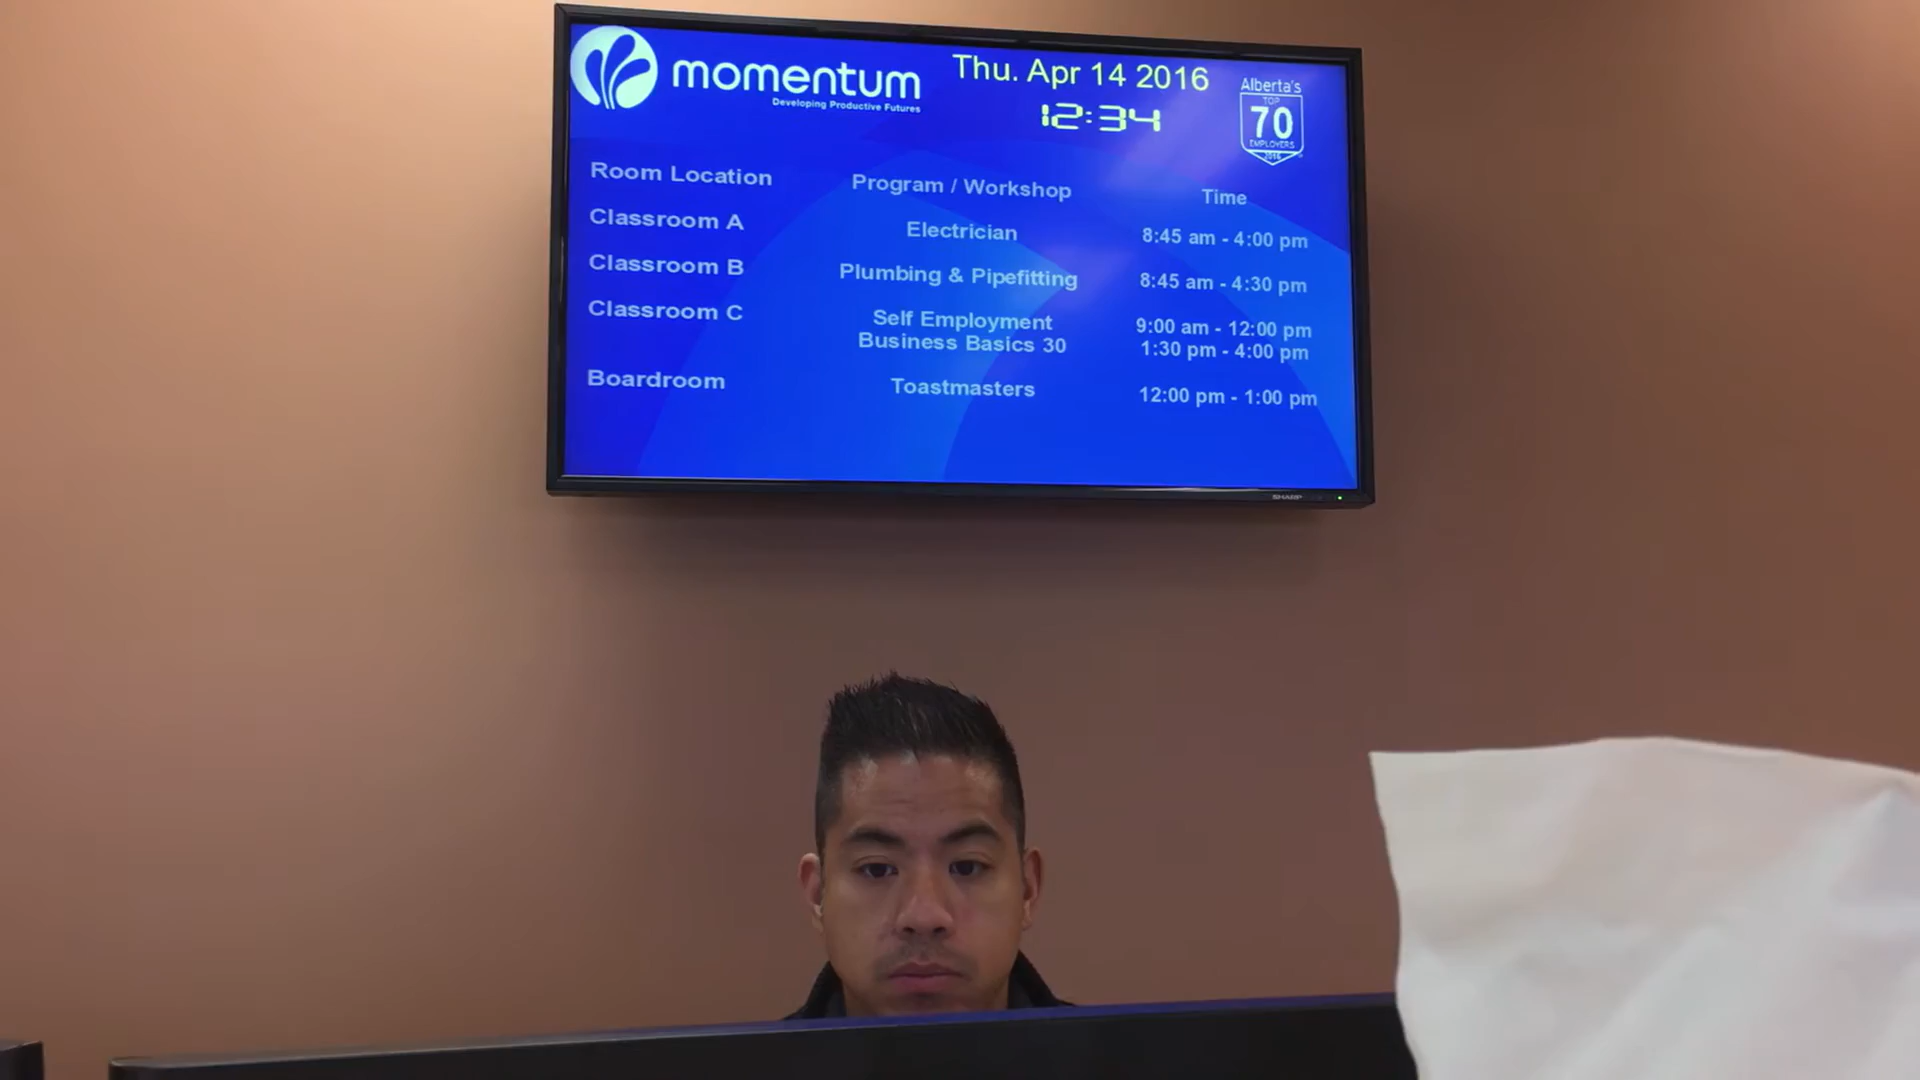 momentum
Developing Productive Futures
Thu. Apr 14 2016
12:34
Alberta's
TOP
70
EMPLOYERS
2016
Room Location Program / Workshop Time
Classroom A Electrician 8:45 am - 4:00 pm
Classroom B Plumbing & Pipefitting 8:45 am - 4:30 pm
Classroom C Self Employment 9:00 am - 12:00 pm
Business Basics 30 1:30 pm - 4:00 pm
Boardroom Toastmasters 12:00 pm - 1:00 pm
SHARP